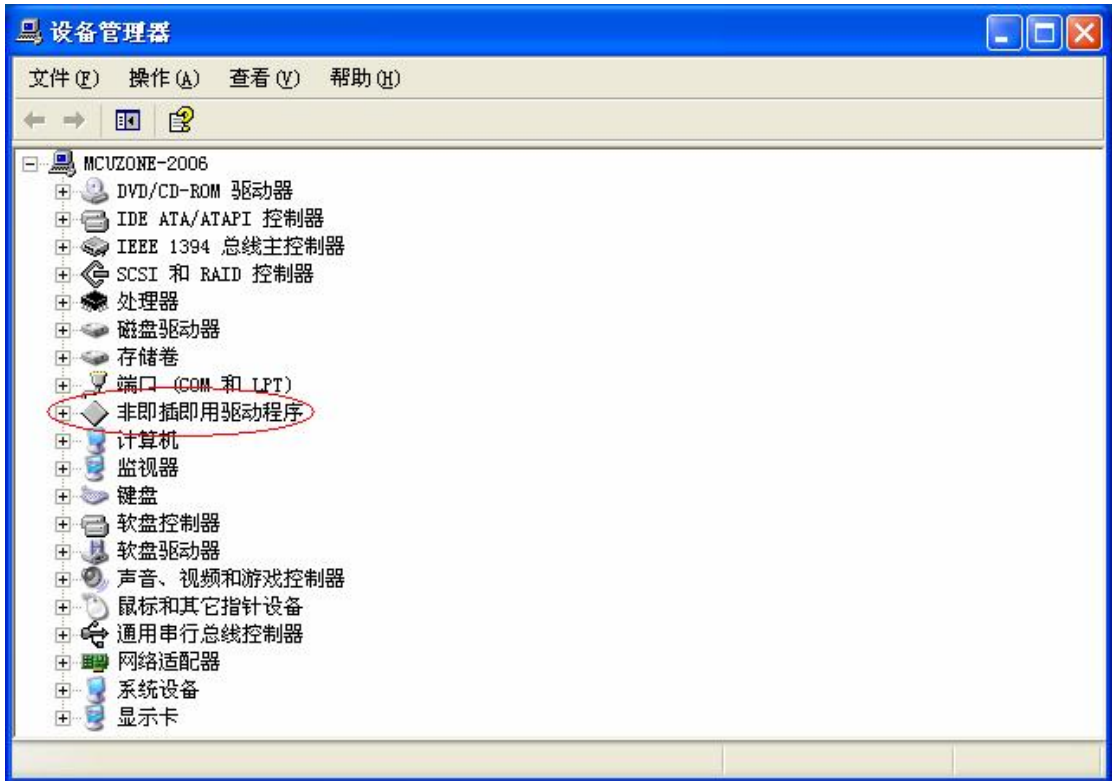 设备管理器
文件(F) 操作(A) 查看(V) 帮助(H)
MCUZONE-2006
DVD/CD-ROM 驱动器
IDE ATA/ATAPI 控制器
IEEE 1394 总线主控制器
SCSI 和 RAID 控制器
处理器
磁盘驱动器
存储卷
端口 (COM 和 LPT)
非即插即用驱动程序
计算机
监视器
键盘
软盘控制器
软盘驱动器
声音、视频和游戏控制器
鼠标和其它指针设备
通用串行总线控制器
网络适配器
系统设备
显示卡